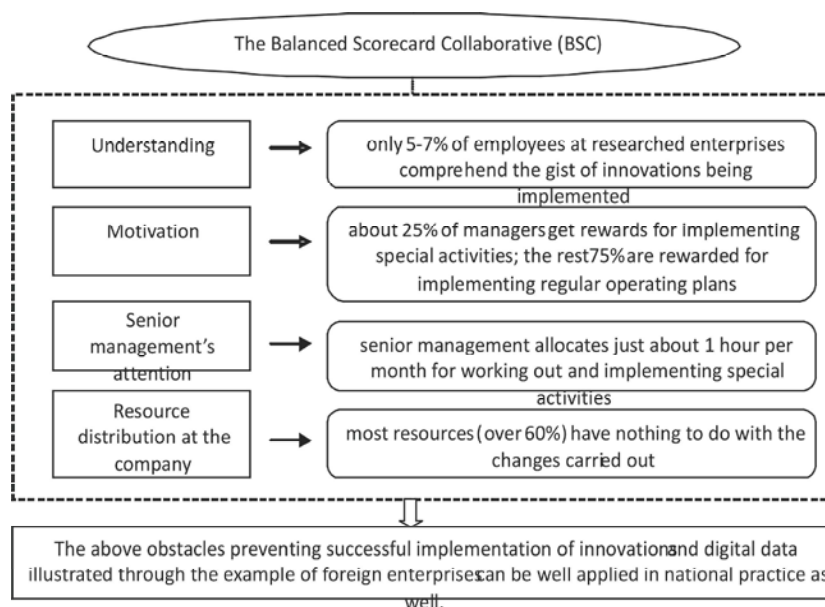 The Balanced Scorecard Collaborative (BSC)
Understanding
only 5-7% of employees at researched enterprises
comprehend the gist of innovations being
implemented
Motivation
about 25% of managers get rewards for implementing
special activities; the rest 75% are rewarded for
implementing regular operating plans
Senior
management's
attention
senior management allocates just about 1 hour per
month for working out and implementing special
activities
Resource
distribution at the
company
most resources (over 60%) have nothing to do with the
changes carried out
The above obstacles preventing successful implementation of innovations and digital data
illustrated through the example of foreign enterprises can be well applied in national practice as
well.